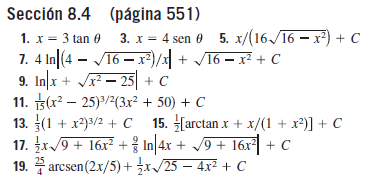 Sección 8.4 (página 551)
1. x = 3 tan θ 3. x = 4 sen θ 5. x/(16√16 − x²) + C
7. 4 ln|(4 − √16 − x²)/x| + √16 − x² + C
9. ln|x + √x² − 25| + C
11. 1/15(x² − 25)^3/2(3x² + 50) + C
13. 1/3(1 + x²)^3/2 + C 15. 1/2[arctan x + x/(1 + x²)] + C
17. 1/2x√9 + 16x² + 9/8 ln|4x + √9 + 16x²| + C
19. 25/4 arcsen(2x/5) + 1/2x√25 − 4x² + C